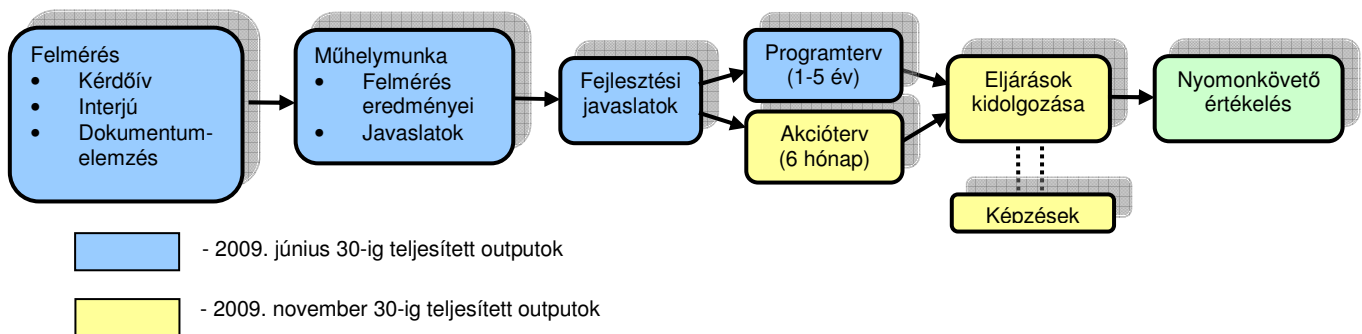 Felmérés
• Kérdőív
• Interjú
• Dokumentum-
elemzés
Műhelymunka
• Felmérés
eredményei
• Javaslatok
Fejlesztési
javaslatok
Programterv
(1-5 év)
Akcióterv
(6 hónap)
Eljárások
kidolgozása
Képzések
Nyomonkövető
értékelés
- 2009. június 30-ig teljesített outputok
- 2009. november 30-ig teljesített outputok